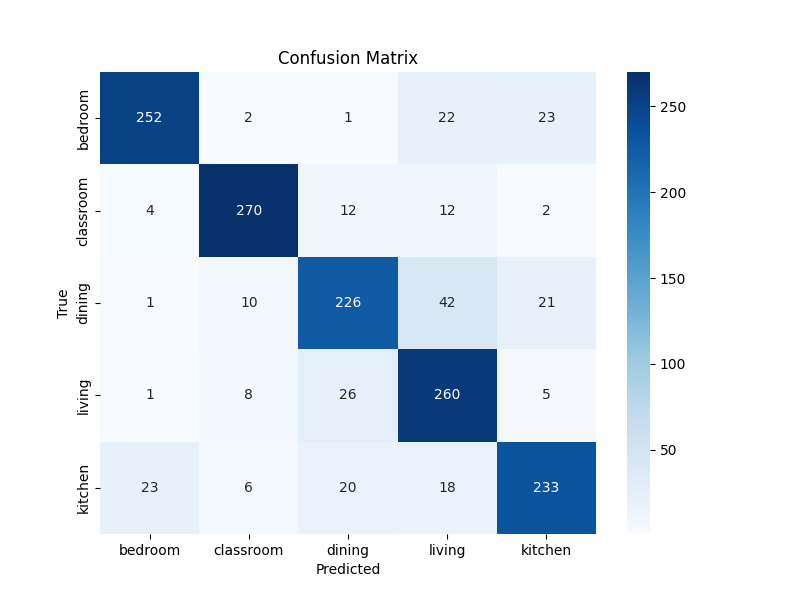 Confusion Matrix
bedroom 252 2 1 22 23
classroom 4 270 12 12 2
dining 1 10 226 42 21
living 1 8 26 260 5
kitchen 23 6 20 18 233
True
bedroom classroom dining living kitchen
Predicted
250
200
150
100
50